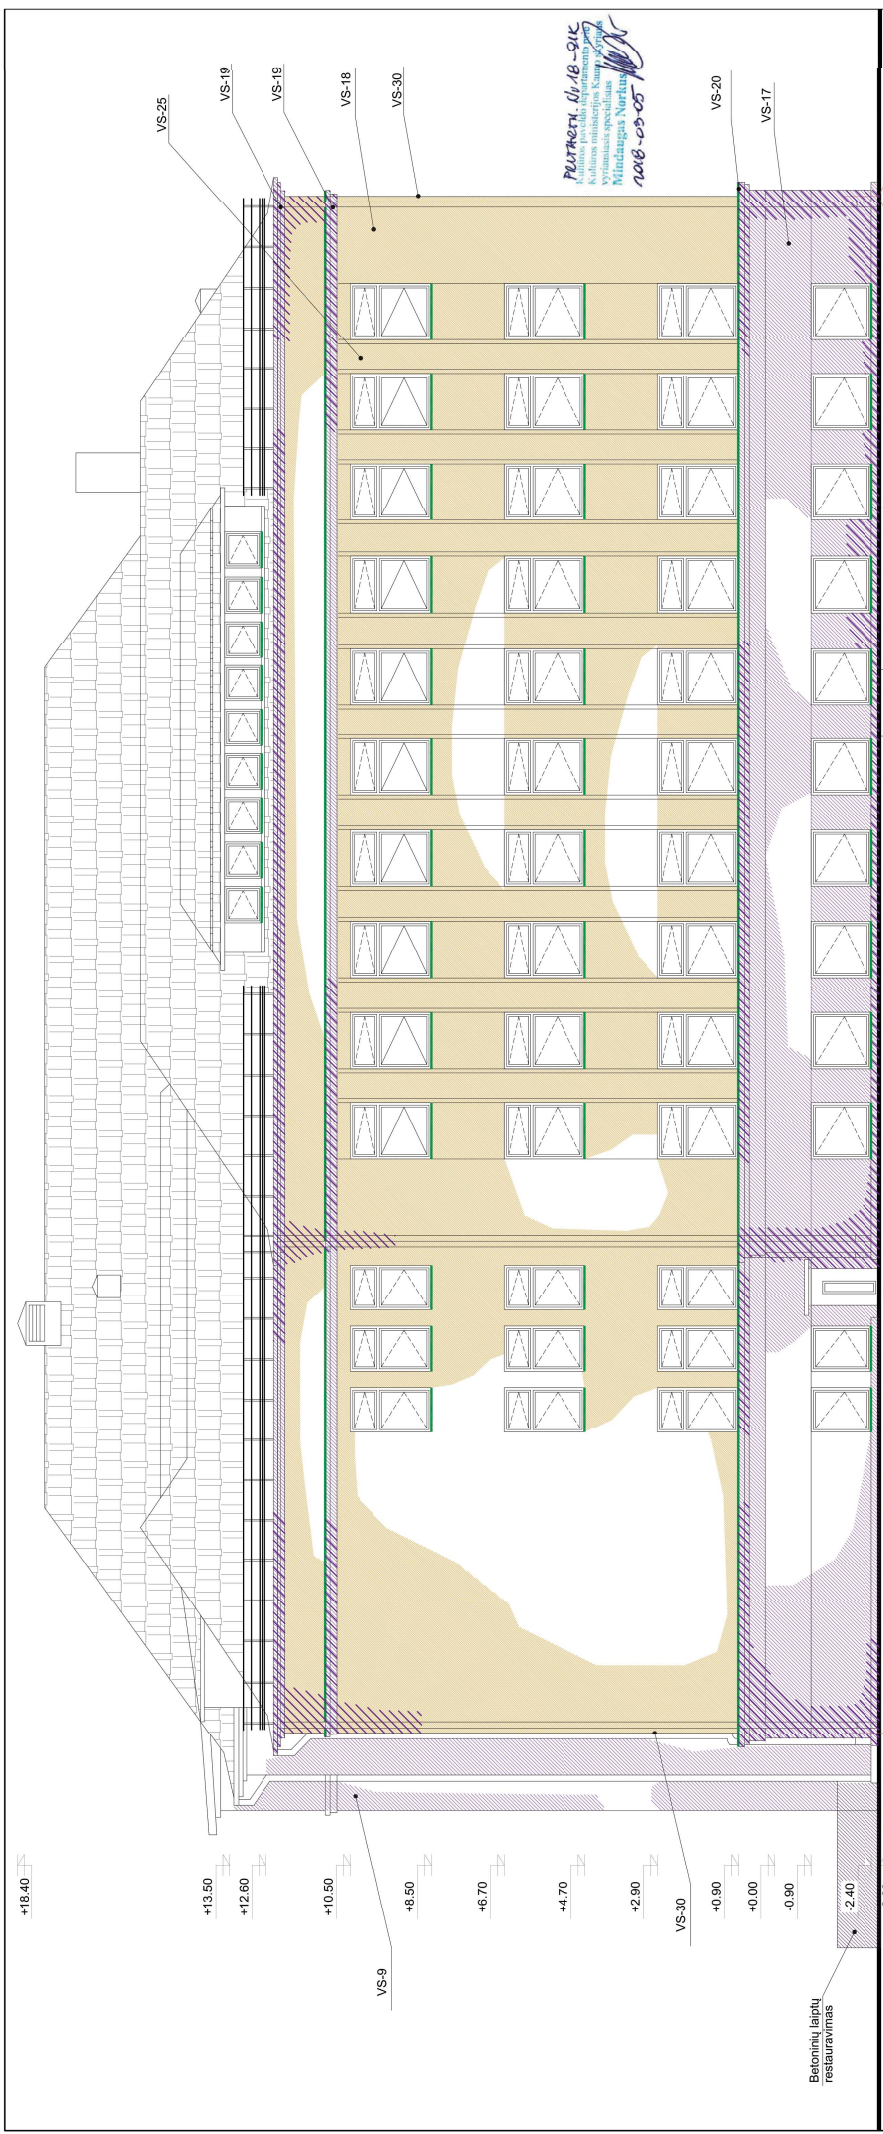 VS-25
VS-19
VS-19
VS-18
VS-30
VS-20
VS-17
Kultūros paveldo departamento prie
Kultūros ministerijos Kauno skyriaus
vyriausiasis specialistas
Mindaugas Norkus
2018-03-05
+18.40
+13.50
+12.60
+10.50
+8.50
+6.70
+4.70
+2.90
+0.90
+0.00
-0.90
-2.40
VS-9
VS-30
Betoninių laiptų
restauravimas